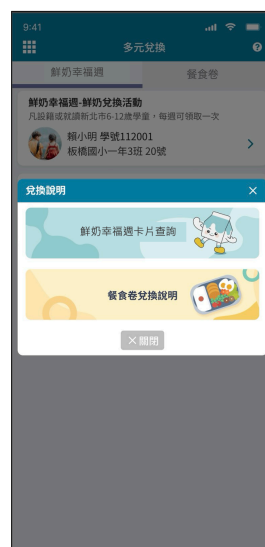 9:41
多元兌換
鮮奶幸福週
餐食卷
鮮奶幸福週-鮮奶兌換活動
凡設籍或就讀新北市6-12歲學童，每週可領取一次
賴小明 學號112001
板橋國小一年3班 20號
兌換說明
鮮奶幸福週卡片查詢
餐食卷兌換說明
×關閉